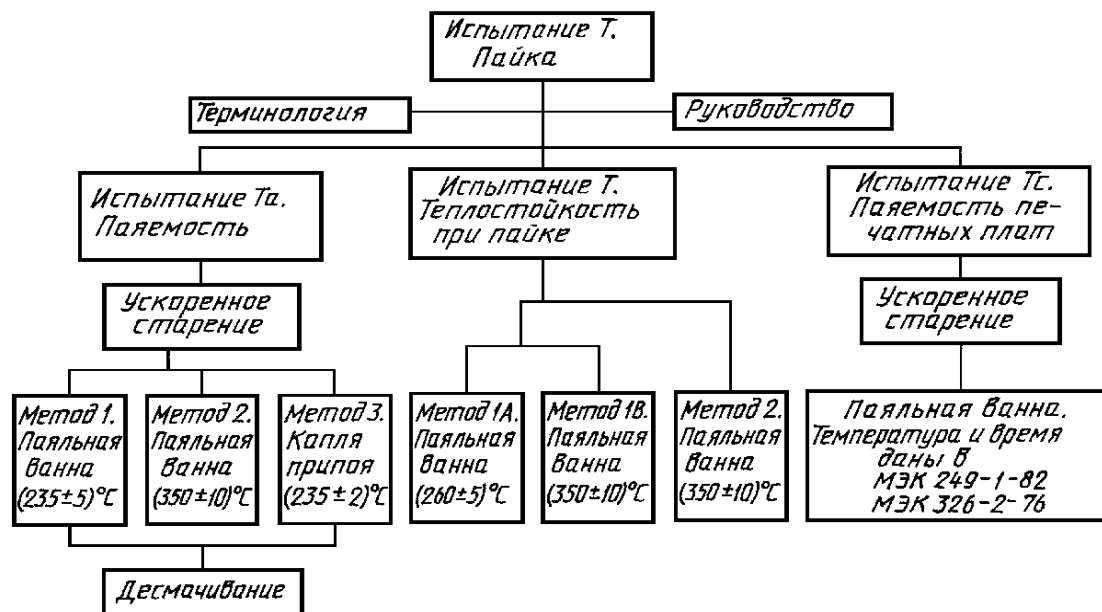 Испытание Т.
Пайка
Терминология
Руководство
Испытание Та.
Паяемость
Испытание Т.
Теплостойкость
при пайке
Испытание Тс.
Паяемость пе-
чатных плат
Ускоренное
старение
Ускоренное
старение
Метод 1.
Паяльная
ванна
(235±5)°С
Метод 2.
Паяльная
ванна
(350±10)°С
Метод 3.
Капля
припоя
(235±2)°С
Метод 1А.
Паяльная
ванна
(260±5)°С
Метод 1В.
Паяльная
ванна
(350±10)°С
Метод 2.
Паяльная
ванна
(350±10)°С
Паяльная ванна.
Температура и время
даны в
МЭК 249-1-82
МЭК 326-2-76
Десмачивание